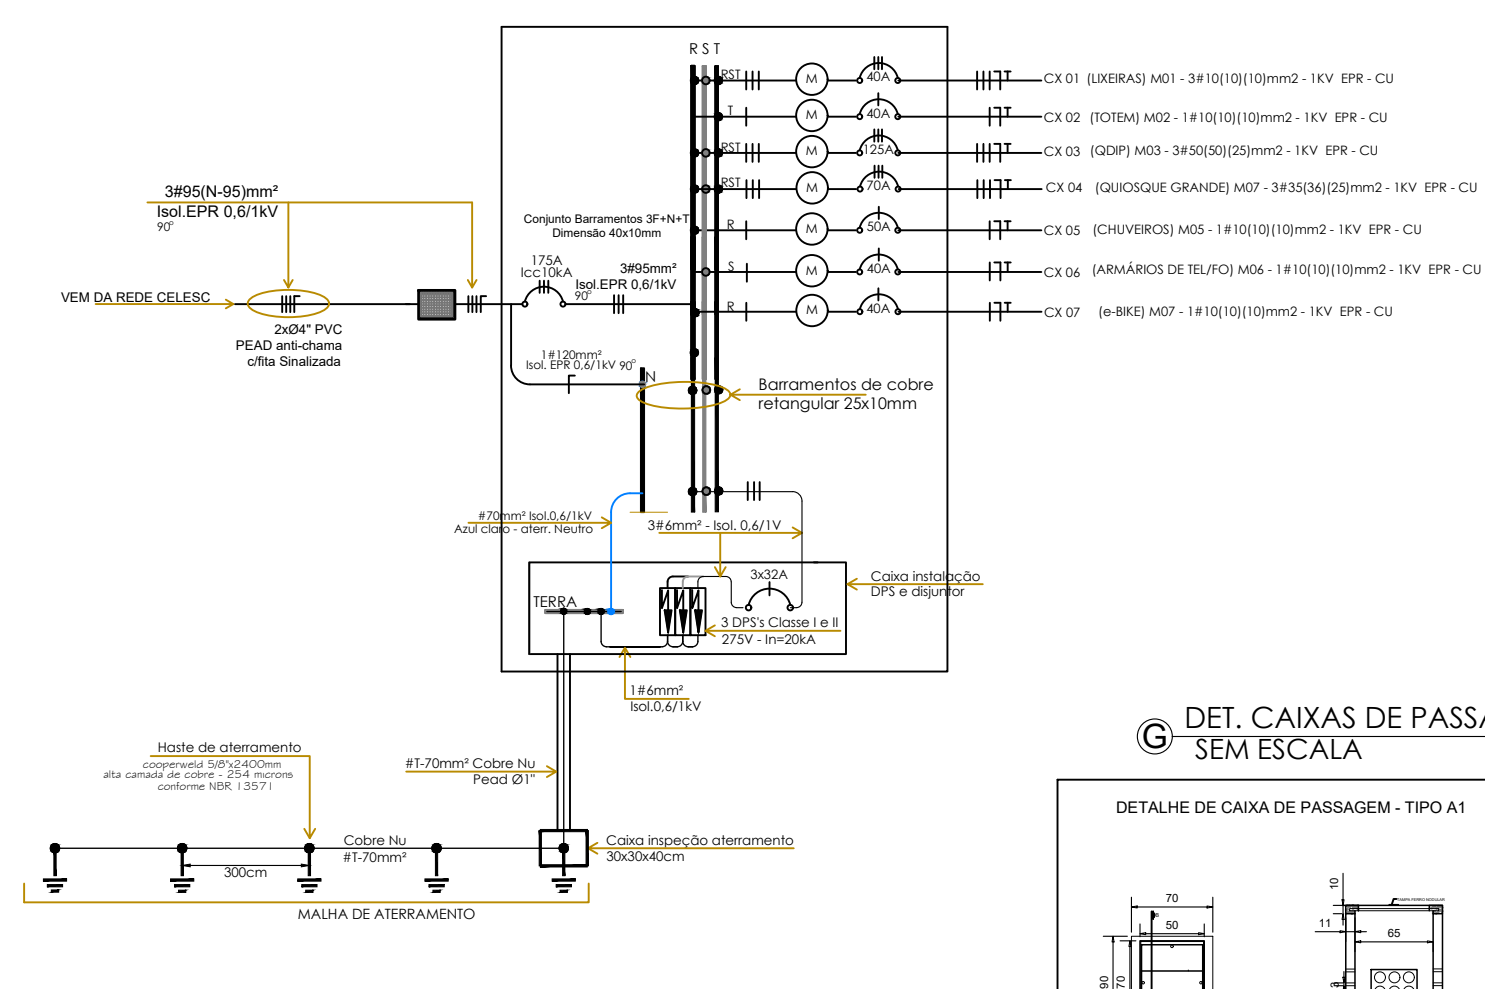 R S T
RST
M
40A
CX 01 (LIXEIRAS) M01 - 3#10(10)(10)mm2 - 1KV EPR - CU
T
M
40A
CX 02 (TOTEM) M02 - 1#10(10)(10)mm2 - 1KV EPR - CU
RST
M
125A
CX 03 (QDIP) M03 - 3#50(50)(25)mm2 - 1KV EPR - CU
RST
M
70A
CX 04 (QUIOSQUE GRANDE) M07 - 3#35(36)(25)mm2 - 1KV EPR - CU
R
M
50A
CX 05 (CHUVEIROS) M05 - 1#10(10)(10)mm2 - 1KV EPR - CU
S
M
40A
CX 06 (ARMÁRIOS DE TEL/FO) M06 - 1#10(10)(10)mm2 - 1KV EPR - CU
R
M
40A
CX 07 (e-BIKE) M07 - 1#10(10)(10)mm2 - 1KV EPR - CU
3#95(N-95)mm²
Isol.EPR 0,6/1kV
90°
Conjunto Barramentos 3F+N+T
Dimensão 40x10mm
175A
Icc10kA
3#95mm²
Isol.EPR 0,6/1kV
90°
VEM DA REDE CELESC
2xØ4" PVC
PEAD anti-chama
c/fita Sinalizada
1#120mm²
Isol. EPR 0,6/1kV 90°
N
Barramentos de cobre
retangular 25x10mm
#70mm² Isol.0,6/1kV
Azul claro - aterr. Neutro
3#6mm² - Isol. 0,6/1V
3x32A
Caixa instalação
DPS e disjuntor
TERRA
3 DPS's Classe I e II
275V - In=20kA
1#6mm²
Isol.0,6/1kV
Haste de aterramento
cooperweld 5/8"x2400mm
alta camada de cobre - 254 microns
conforme NBR 13571
#T-70mm² Cobre Nu
Pead Ø1"
Cobre Nu
#T-70mm²
300cm
Caixa inspeção aterramento
30x30x40cm
MALHA DE ATERRAMENTO
G
DET. CAIXAS DE PASSA
SEM ESCALA
DETALHE DE CAIXA DE PASSAGEM - TIPO A1
70
50
90
70
10
TAMPA FERRO NODULAR
11
65